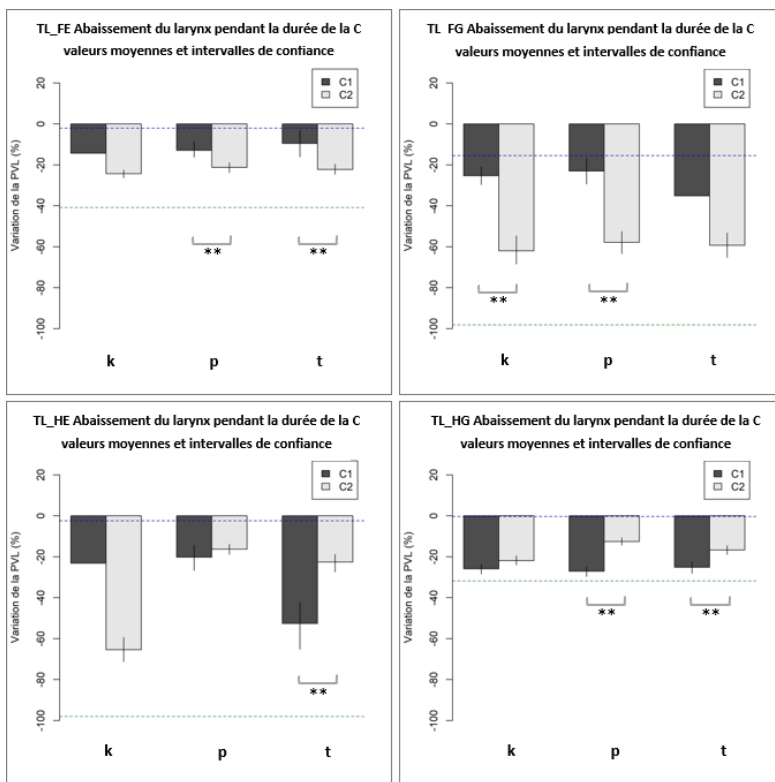 TL_FE Abaissement du larynx pendant la durée de la C
valeurs moyennes et intervalles de confiance
C1
C2
Variation de la PVL (%)
20
0
20
-40
-60
-80
-100
**
**
k p t
TL_FG Abaissement du larynx pendant la durée de la C
valeurs moyennes et intervalles de confiance
C1
C2
Variation de la PVL (%)
20
0
20
-40
-60
-80
-100
**
**
k p t
TL_HE Abaissement du larynx pendant la durée de la C
valeurs moyennes et intervalles de confiance
C1
C2
Variation de la PVL (%)
20
0
20
-40
-60
-80
-100
**
k p t
TL_HG Abaissement du larynx pendant la durée de la C
valeurs moyennes et intervalles de confiance
C1
C2
Variation de la PVL (%)
20
0
20
-40
-60
-80
-100
**
**
k p t